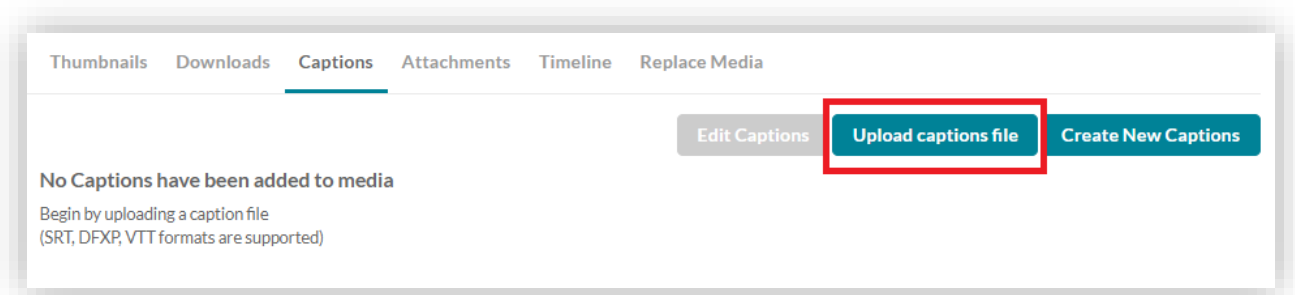 Thumbnails Downloads Captions Attachments Timeline Replace Media
Edit Captions Upload captions file Create New Captions
No Captions have been added to media
Begin by uploading a caption file
(SRT, DFXP, VTT formats are supported)